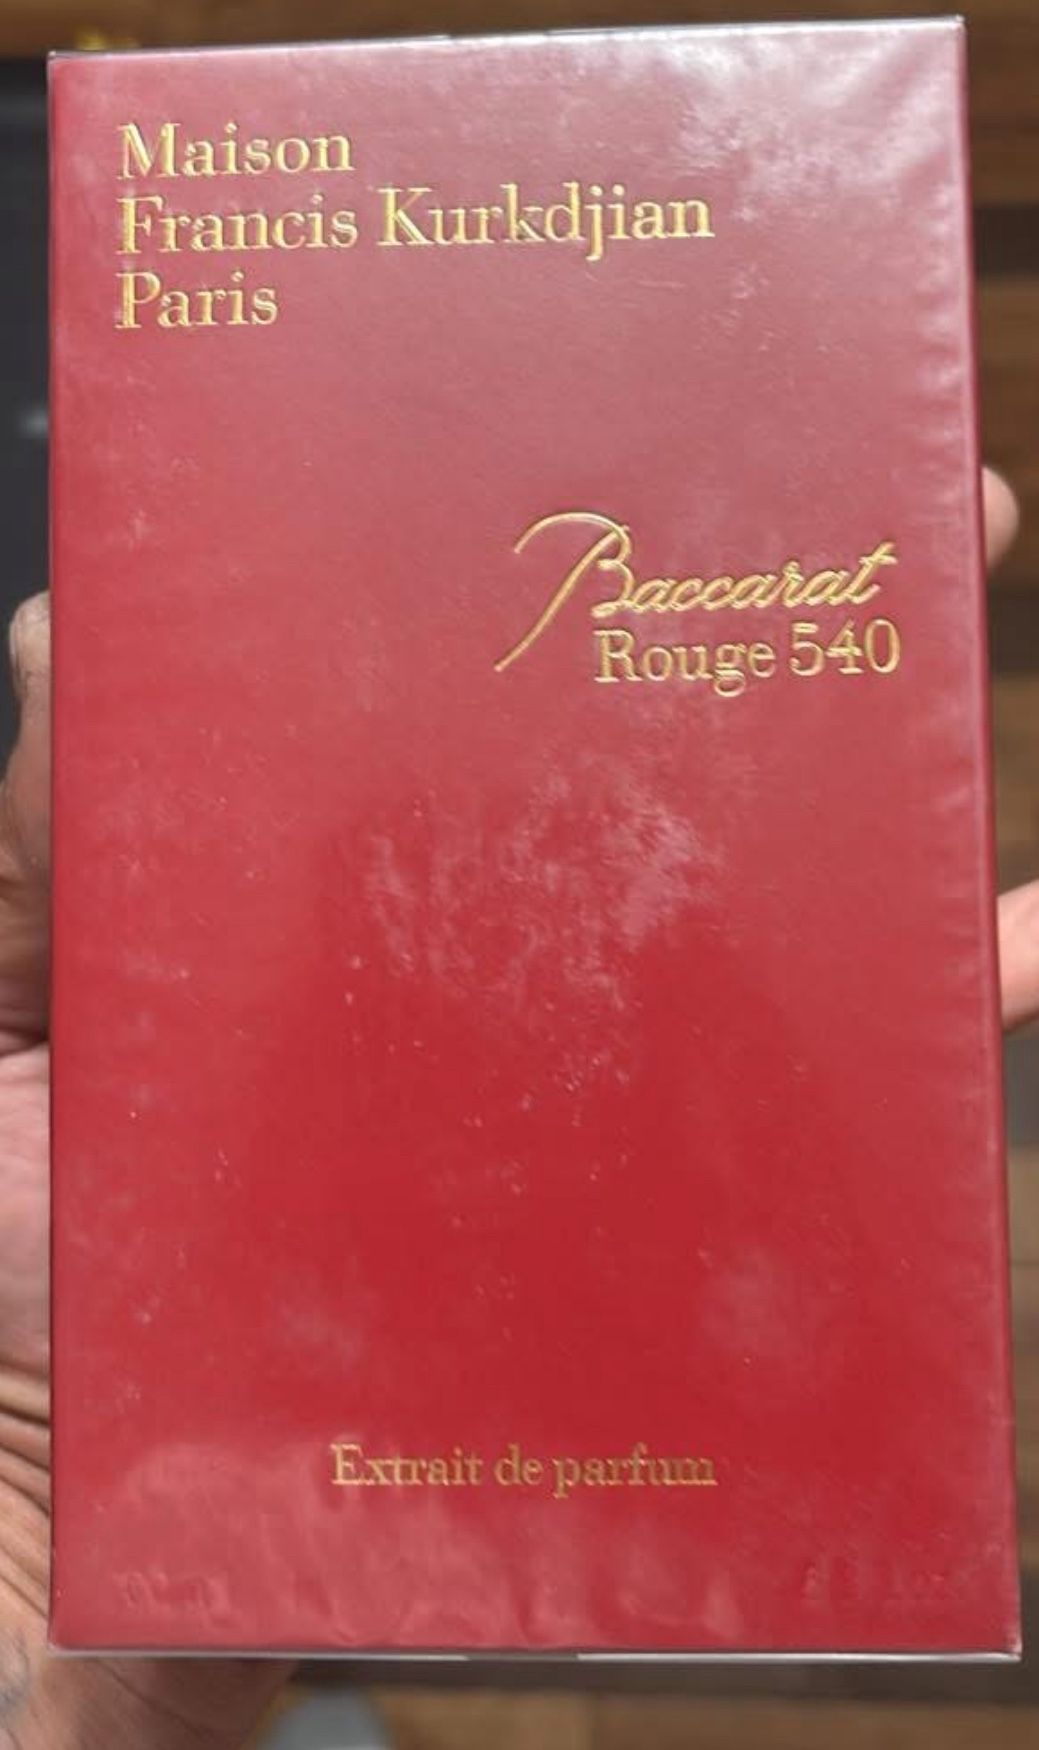 Maison
Francis Kurkdjian
Paris
Baccarat
Rouge 540
Extrait de parfum